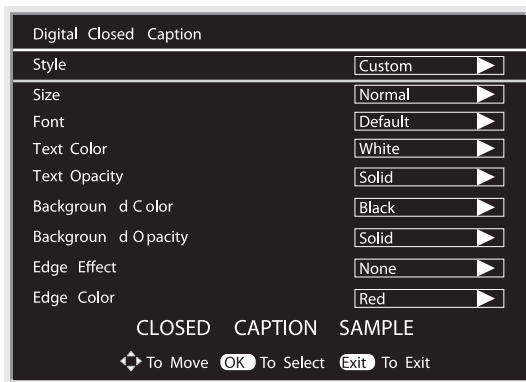 Digital Closed Caption
Style Custom
Size Normal
Font Default
Text Color White
Text Opacity Solid
Backgroun d C olor Black
Backgroun d O pacity Solid
Edge Effect None
Edge Color Red
CLOSED CAPTION SAMPLE
To Move OK To Select Exit To Exit